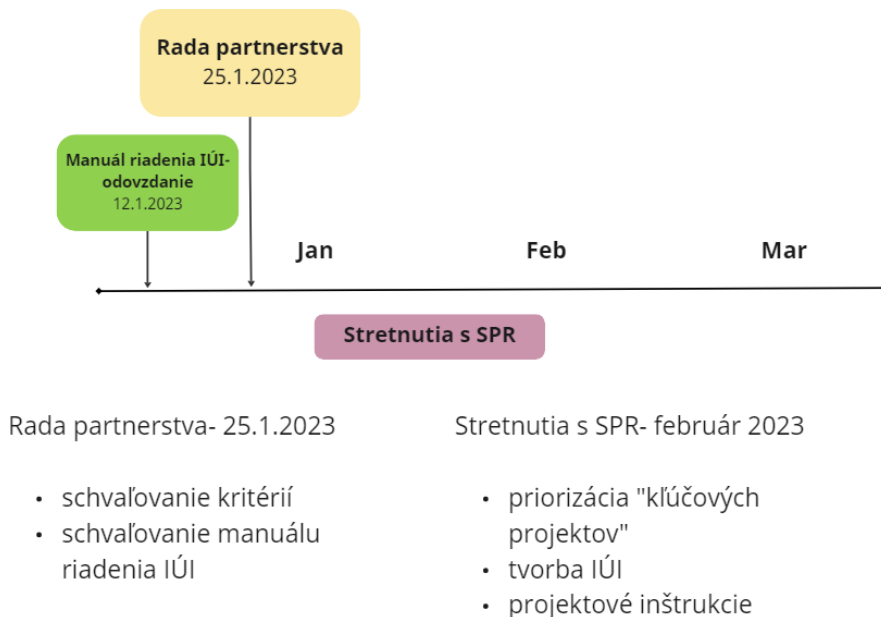 Rada partnerstva
25.1.2023
Manuál riadenia IÚI-
odovzdanie
12.1.2023
Jan
Feb
Mar
Stretnutia s SPR
Rada partnerstva- 25.1.2023
• schvaľovanie kritérií
• schvaľovanie manuálu
riadenia IÚI
Stretnutia s SPR- február 2023
• priorizácia "kľúčových
projektov"
• tvorba IÚI
• projektové inštrukcie